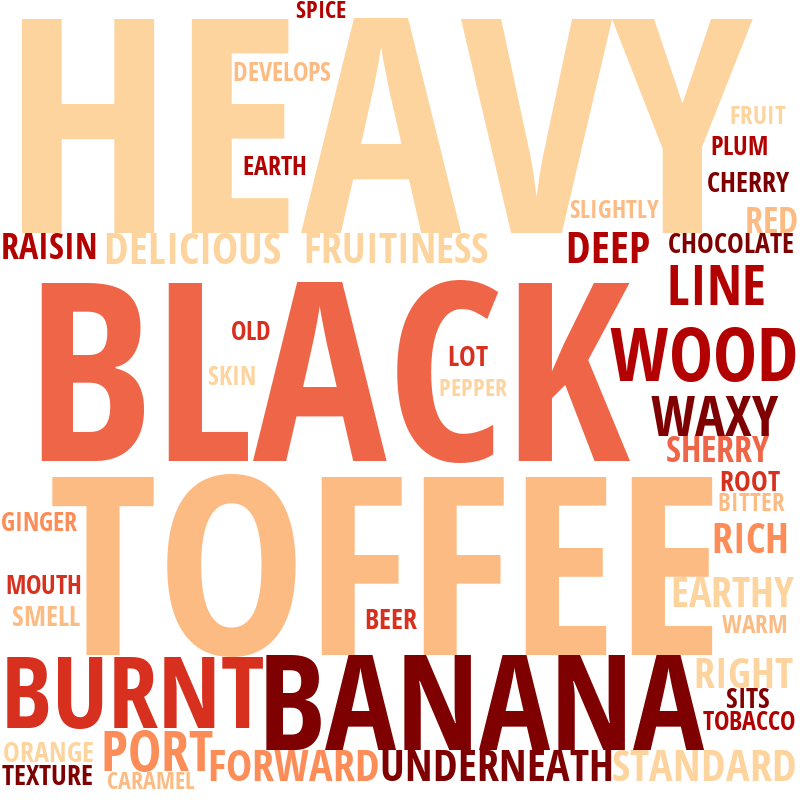 SPICE
HEAVY
DEVELOPS
FRUIT
PLUM
EARTH
CHERRY
SLIGHTLY
RED
RAISIN DELICIOUS FRUITINESS DEEP CHOCOLATE
LINE
BLACK
OLD
WOOD
LOT
SKIN
PEPPER
WAXY
SHERRY
TOFFEE
ROOT
BITTER
GINGER
RICH
MOUTH
EARTHY
SMELL
BEER
WARM
BURNT
BANANA
RIGHT
SITS
TOBACCO
ORANGE
PORT
FORWARD UNDERNEATH STANDARD
TEXTURE
CARAMEL